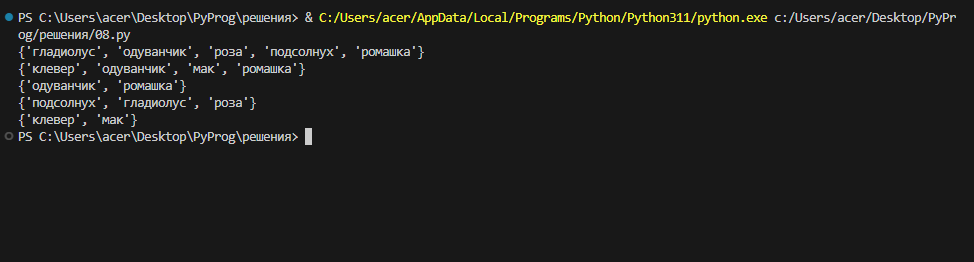 PS C:\Users\acer\Desktop\PyProg\решения> & C:/Users/acer/AppData/Local/Programs/Python/Python311/python.exe c:/Users/acer/Desktop/PyPr
og/решения/08.py
{'гладиолус', 'одуванчик', 'роза', 'подсолнух', 'ромашка'}
{'клевер', 'одуванчик', 'мак', 'ромашка'}
{'одуванчик', 'ромашка'}
{'подсолнух', 'гладиолус', 'роза'}
{'клевер', 'мак'}
PS C:\Users\acer\Desktop\PyProg\решения>